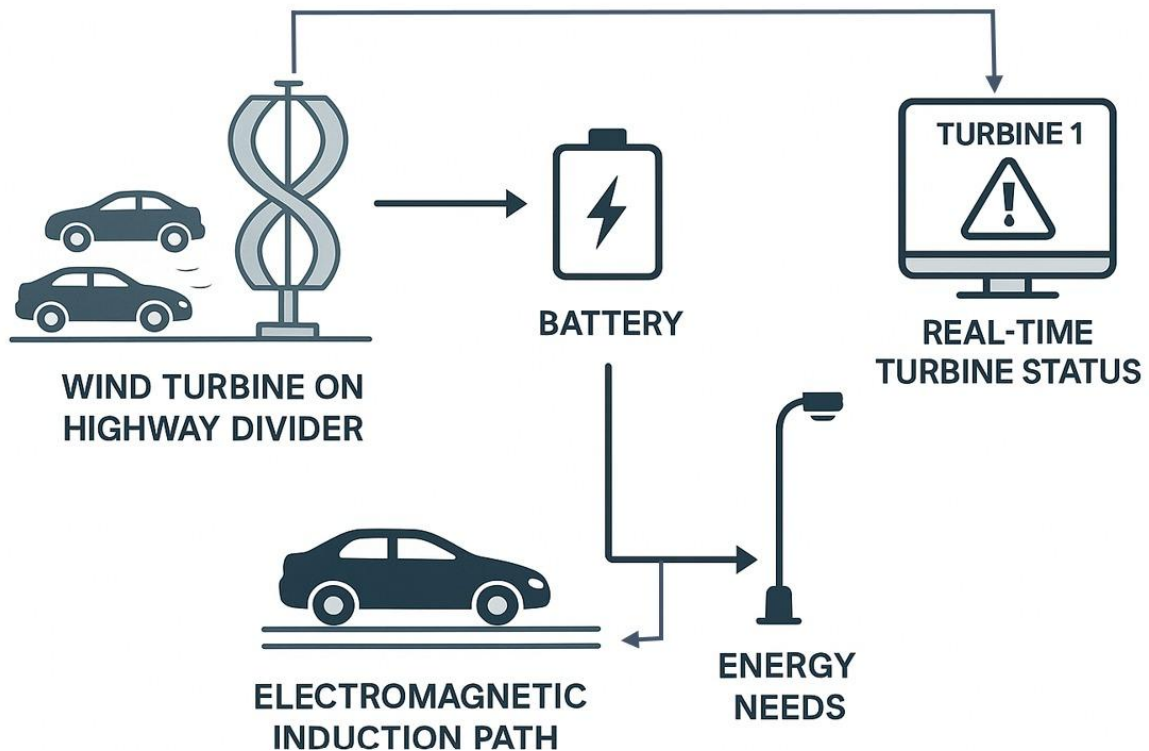 TURBINE 1
BATTERY
REAL-TIME
TURBINE STATUS
WIND TURBINE ON
HIGHWAY DIVIDER
ENERGY
NEEDS
ELECTROMAGNETIC
INDUCTION PATH